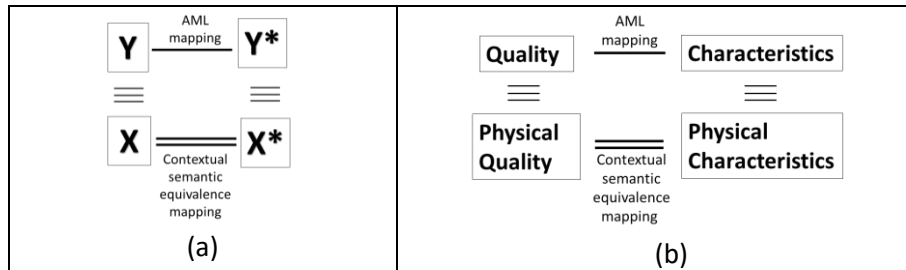 AML
mapping
Y
Y*
X
X*
Contextual
semantic
equivalence
mapping
(a)
AML
mapping
Quality
Characteristics
Physical
Quality
Physical
Characteristics
Contextual
semantic
equivalence
mapping
(b)